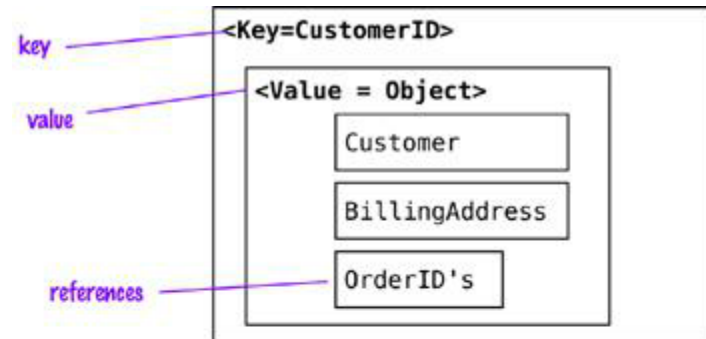 key
<Key=CustomerID>
value
<Value = Object>
Customer
BillingAddress
references
OrderID's